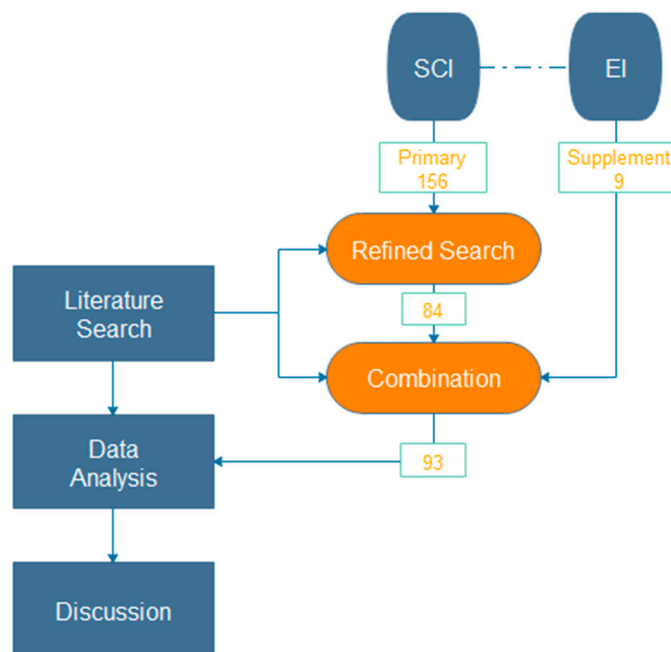 SCI
EI
Primary
156
Supplement
9
Refined Search
Literature
Search
84
Combination
Data
Analysis
93
Discussion